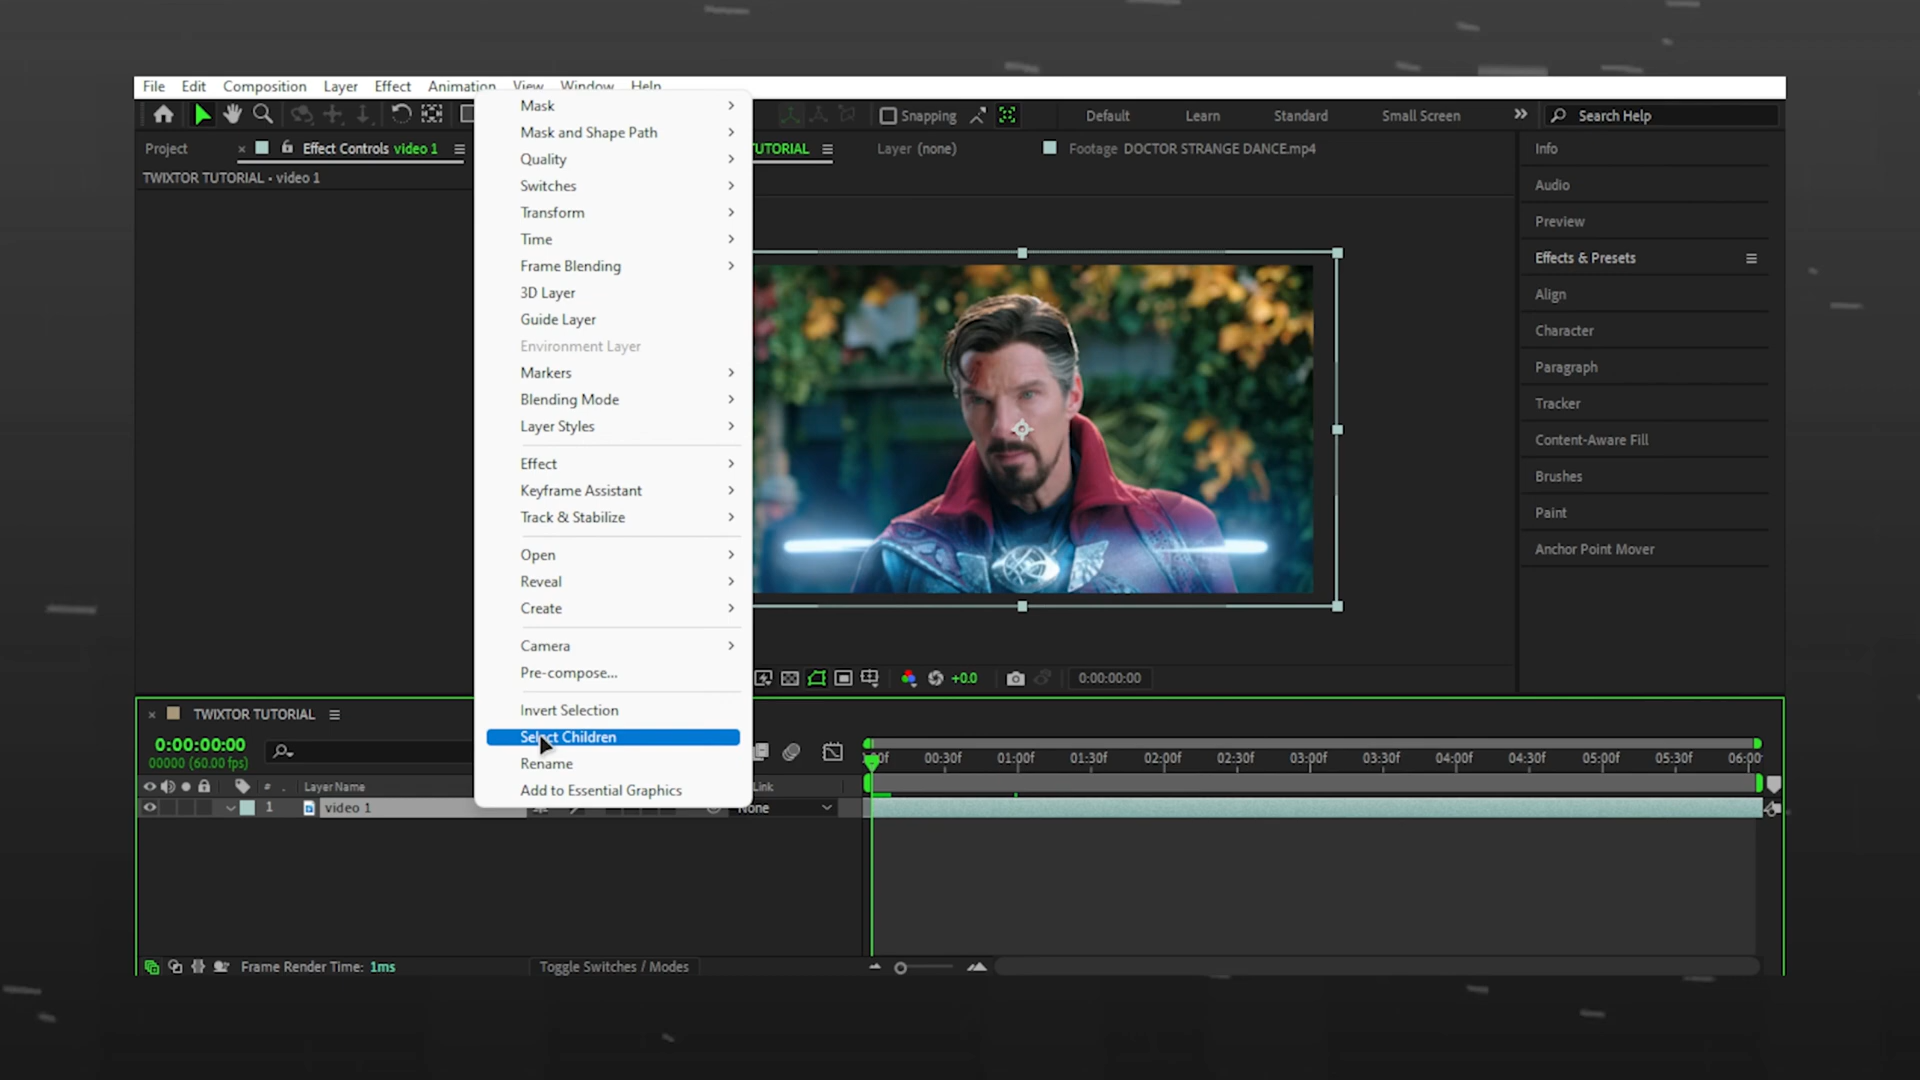 File Edit Composition Layer Effect Animation View Window Help
Snapping Default Learn Standard Small Screen Search Help
Project Effect Controls video 1 UTORIAL Layer (none) Footage DOCTOR STRANGE DANCE.mp4
TWIXTOR TUTORIAL • video 1
Mask
Mask and Shape Path
Quality
Switches
Transform
Time
Frame Blending
3D Layer
Guide Layer
Environment Layer
Markers
Blending Mode
Layer Styles
Effect
Keyframe Assistant
Track & Stabilize
Open
Reveal
Create
Camera
Pre-compose...
Invert Selection
Select Children
Rename
Add to Essential Graphics
Info
Audio
Preview
Effects & Presets
Align
Character
Paragraph
Tracker
Content-Aware Fill
Brushes
Paint
Anchor Point Mover
+0.0 0:00:00:00
TWIXTOR TUTORIAL
0:00:00:00
00000 (60.00 fps)
00:30f 01:00f 01:30f 02:00f 02:30f 03:00f 03:30f 04:00f 04:30f 05:00f 05:30f 06:00
# Layer Name Link
1 video 1 None
Frame Render Time: 1ms Toggle Switches / Modes